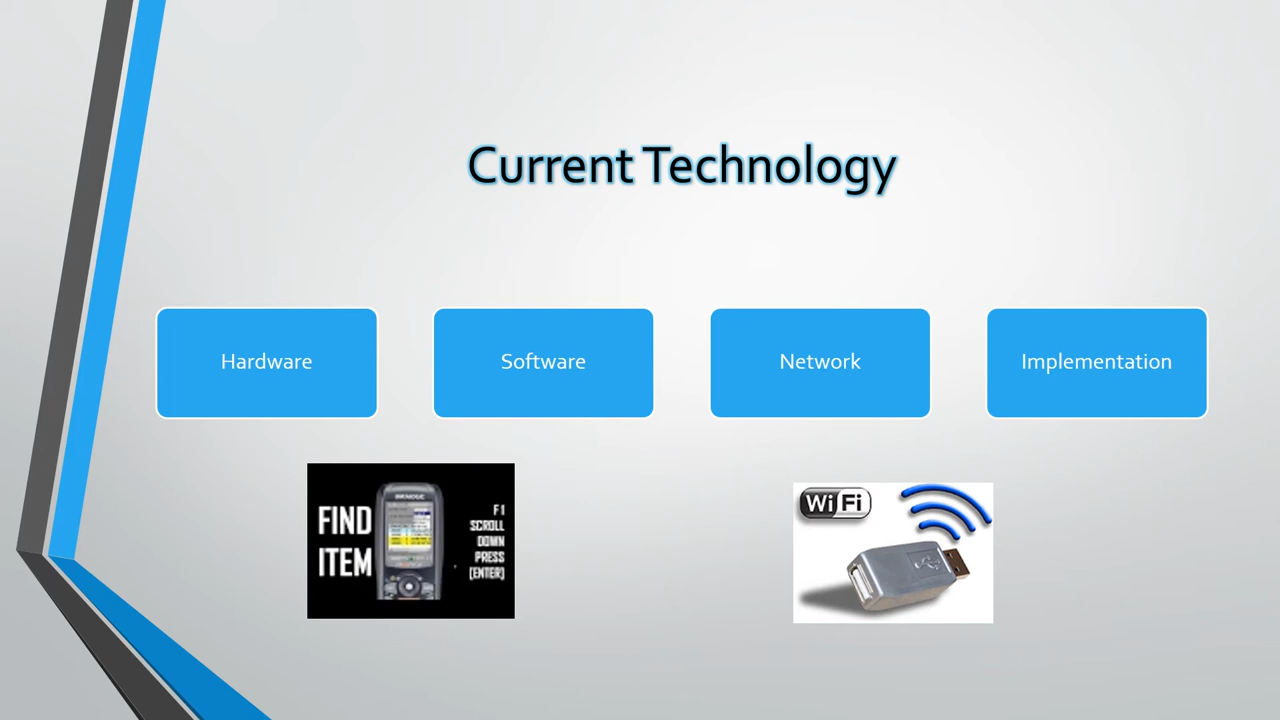 Current Technology
Hardware
Software
Network
Implementation
FIND
ITEM
F1
SCROLL
DOWN
PRESS
[ENTER]
WiFi